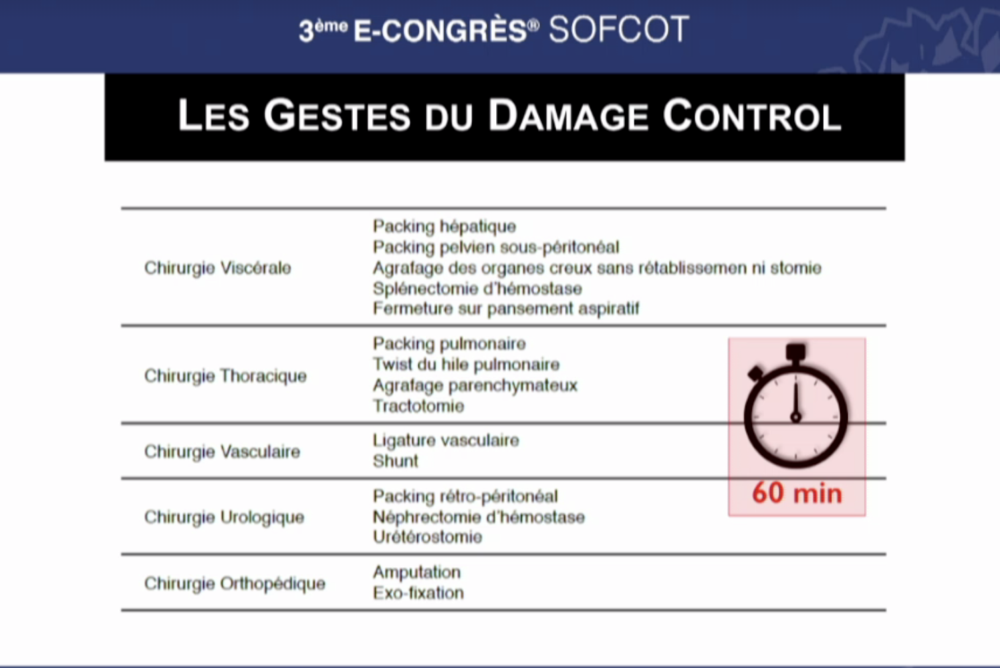 3ème E-CONGRÈS® SOFCOT
LES GESTES DU DAMAGE CONTROL
Chirurgie Viscérale
Packing hépatique
Packing pelvien sous-péritonéal
Agrafage des organes creux sans rétablissemen ni stomie
Splénectomie d'hémostase
Fermeture sur pansement aspiratif
Chirurgie Thoracique
Packing pulmonaire
Twist du hile pulmonaire
Agrafage parenchymateux
Tractotomie
Chirurgie Vasculaire
Ligature vasculaire
Shunt
Chirurgie Urologique
Packing rétro-péritonéal
Néphrectomie d'hémostase
Urétérostomie
60 min
Chirurgie Orthopédique
Amputation
Exo-fixation